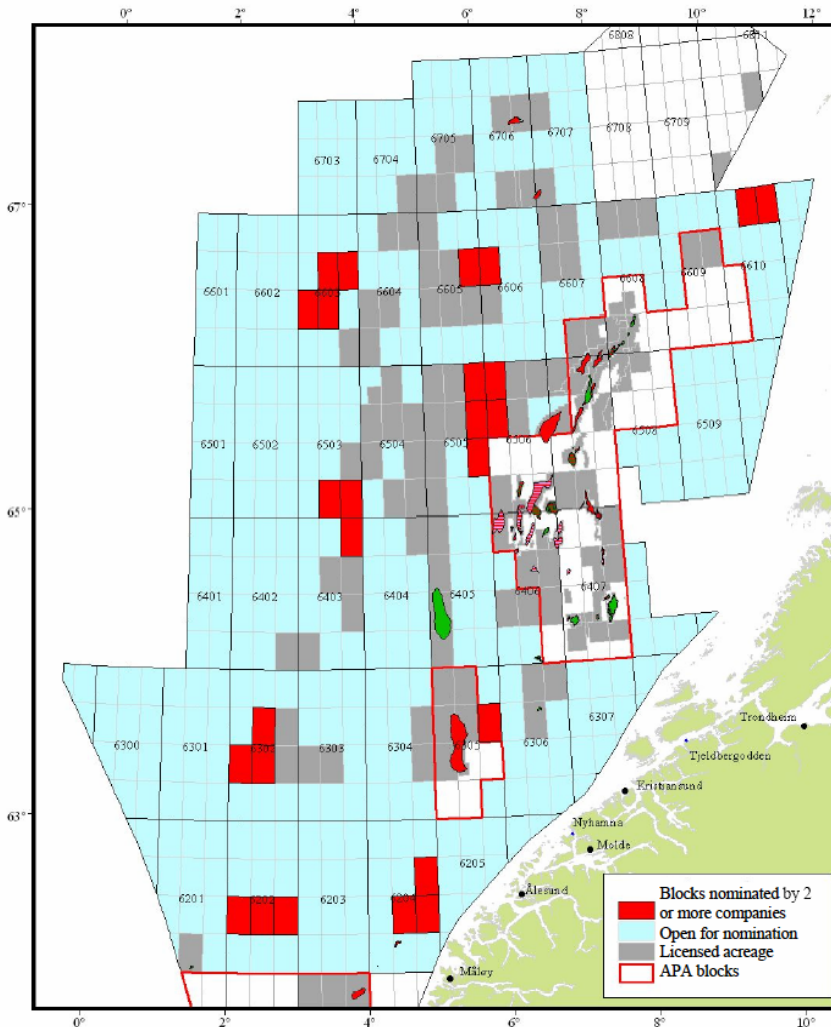 0° 2° 4° 6° 8° 10° 12°
6808 6811
6705 6706 6707 6708 6709
6703 6704
67°
6609 6610
6601 6602 6603 6604 6605 6606 6607 6608
6501 6502 6503 6504 6505 6506 6508 6509
65°
6401 6402 6403 6404 6405 6406 6407
6300 6301 6302 6303 6304 6305 6306 6307
Trondheim
Tjeldbergodden
Kristiansund
63°
Nyhamna
Molde
6205
Ålesund
6201 6202 6203 6204
Måløy
Blocks nominated by 2
or more companies
Open for nomination
Licensed acreage
APA blocks
0° 2° 4° 6° 8° 10°